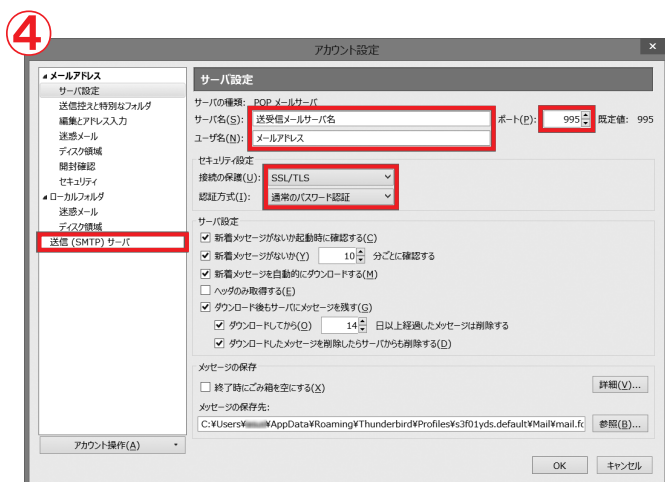 ④
アカウント設定
×
メールアドレス
サーバ設定
送信控えと特別なフォルダ
編集とアドレス入力
迷惑メール
ディスク領域
開封確認
セキュリティ
ローカルフォルダ
迷惑メール
ディスク領域
送信 (SMTP) サーバ
アカウント操作(A)
サーバ設定
サーバの種類: POP メールサーバ
サーバ名(S): 送受信メールサーバ名 ポート(P): 995 既定値: 995
ユーザ名(N): メールアドレス
セキュリティ設定
接続の保護(U): SSL/TLS
認証方式(I): 通常のパスワード認証
サーバ設定
新着メッセージがないか起動時に確認する(C)
新着メッセージがないか(Y) 10 分ごとに確認する
新着メッセージを自動的にダウンロードする(M)
ヘッダのみ取得する(E)
ダウンロード後もサーバにメッセージを残す(G)
ダウンロードしてから(O) 14 日以上経過したメッセージは削除する
ダウンロードしたメッセージを削除したらサーバからも削除する(D)
メッセージの保存
終了時にごみ箱を空にする(X) 詳細(V)...
メッセージの保存先:
C:¥Users¥ ¥AppData¥Roaming¥Thunderbird¥Profiles¥s3f01yds.default¥Mail¥mail.fc 参照(B)...
OK キャンセル